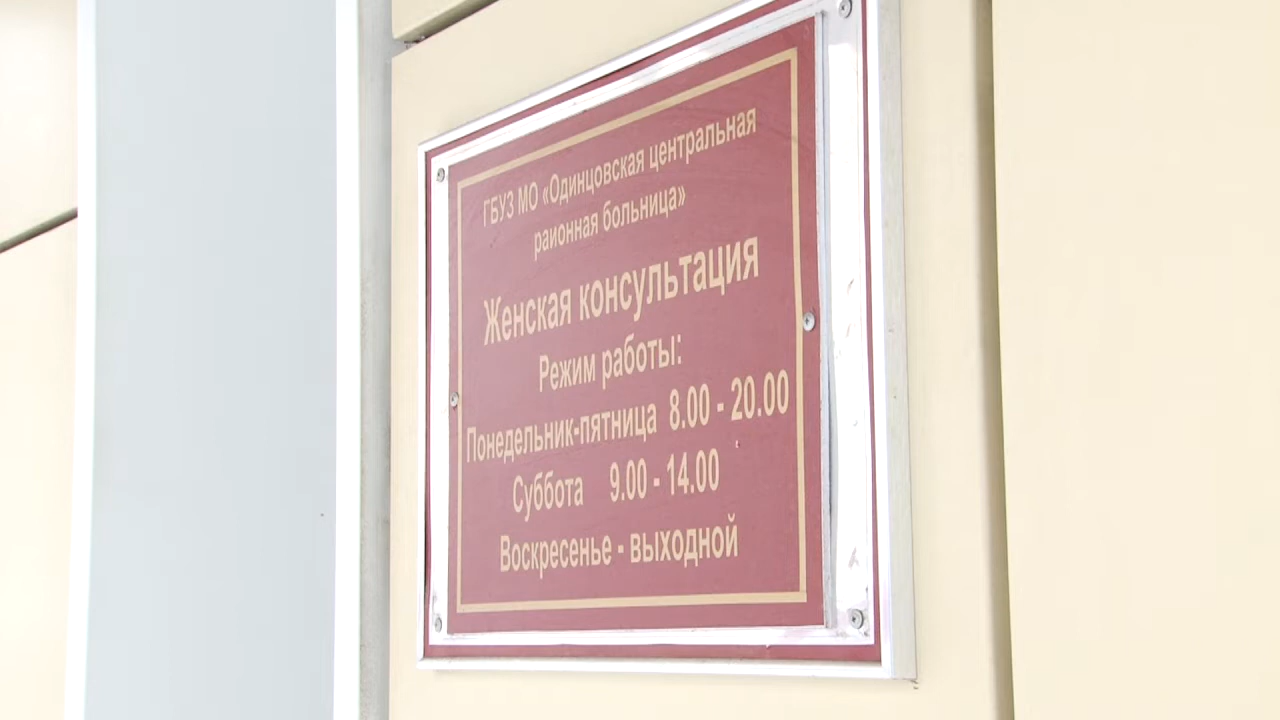 ГБУЗ МО «Одинцовская центральная
районная больница»
Женская консультация
Режим работы:
Понедельник-пятница 8.00 - 20.00
Суббота 9.00 - 14.00
Воскресенье - выходной